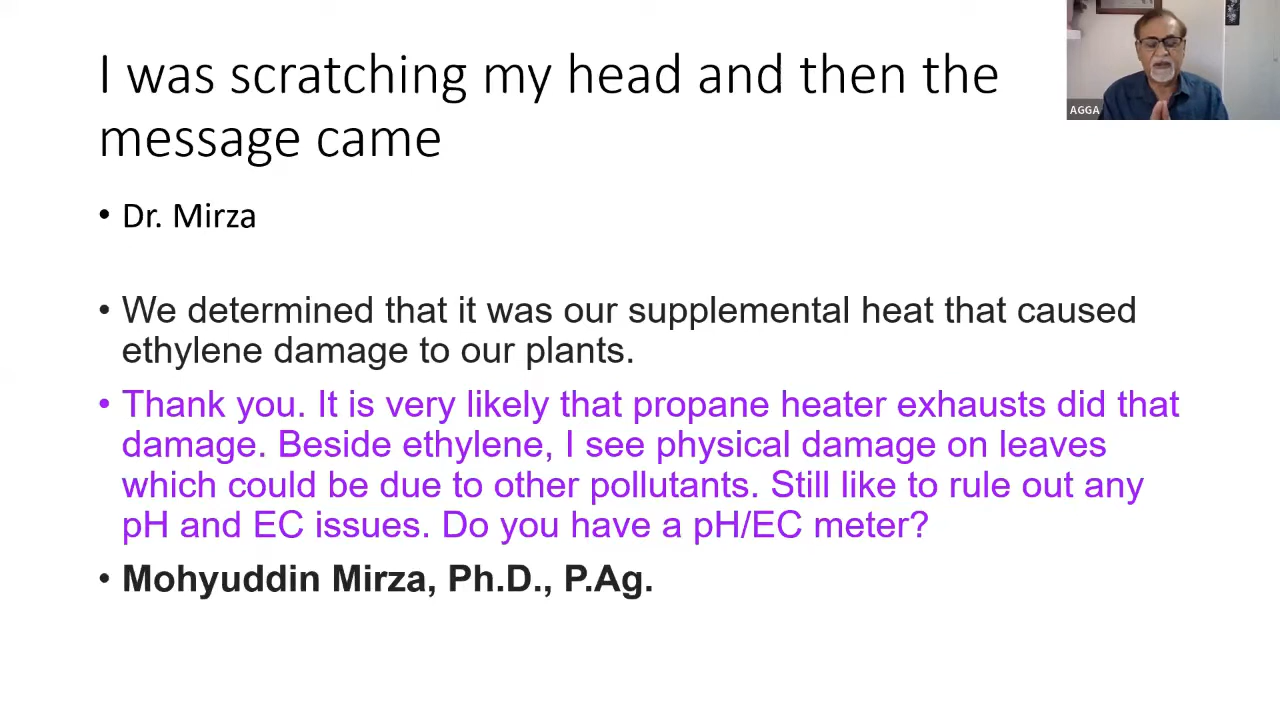 I was scratching my head and then the
message came
AGGA
• Dr. Mirza
• We determined that it was our supplemental heat that caused
ethylene damage to our plants.
• Thank you. It is very likely that propane heater exhausts did that
damage. Beside ethylene, I see physical damage on leaves
which could be due to other pollutants. Still like to rule out any
pH and EC issues. Do you have a pH/EC meter?
• Mohyuddin Mirza, Ph.D., P.Ag.